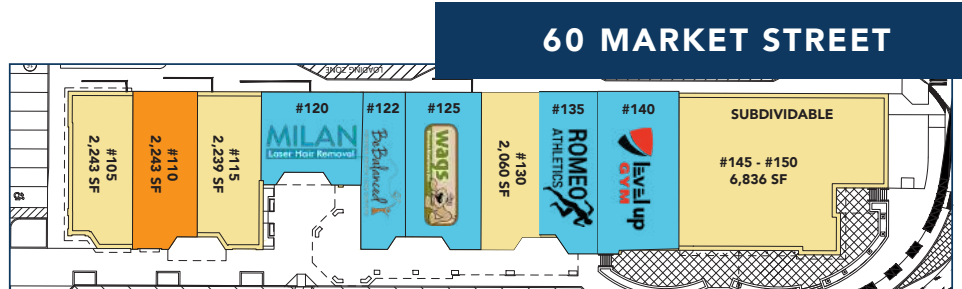 60 MARKET STREET
LOADING ZONE
#105
2,243 SF
#110
2,243 SF
#115
2,239 SF
#120
MILAN
Laser Hair Removal
#122
BeBalanced
#125
wags
#130
2,060 SF
#135
ROMEO
ATHLETICS
#140
level up
GYM
SUBDIVIDABLE
#145 - #150
6,836 SF